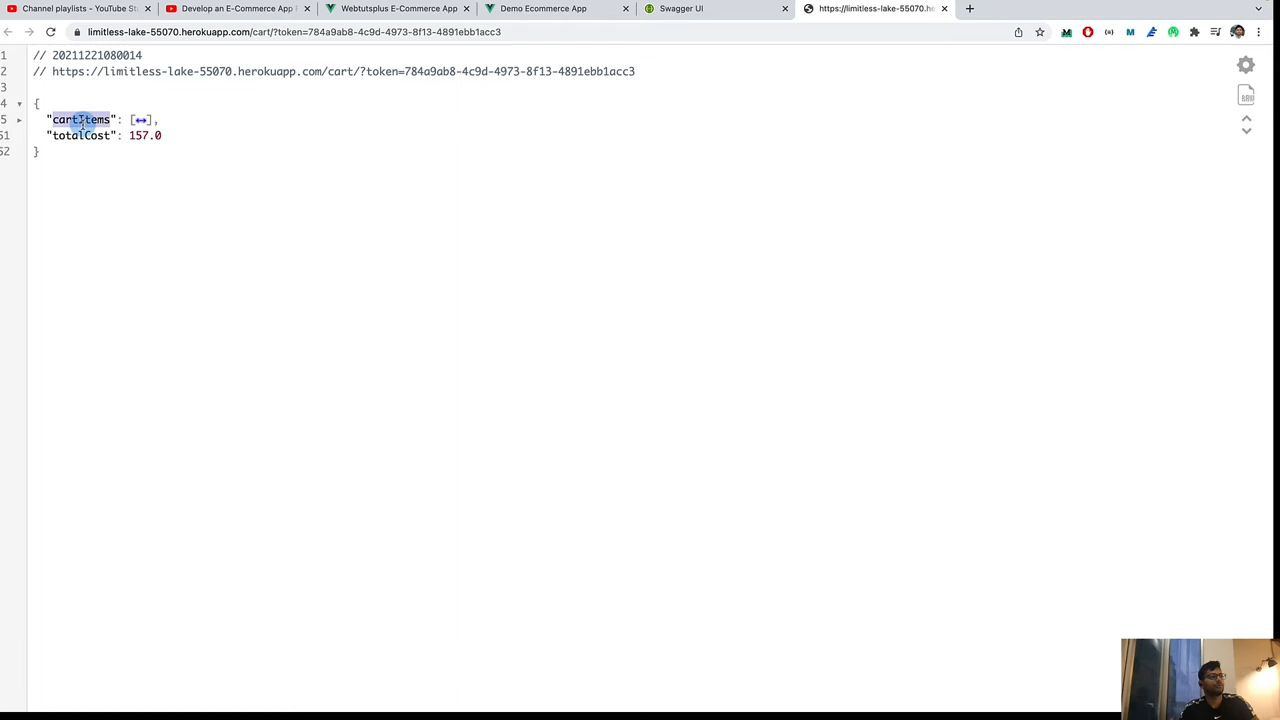 Channel playlists - YouTube St
Develop an E-Commerce App F
Webtutsplus E-Commerce App
Demo Ecommerce App
Swagger UI
https://limitless-lake-55070.he
limitless-lake-55070.herokuapp.com/cart/?token=784a9ab8-4c9d-4973-8f13-4891ebb1acc3
1 // 20211221080014
2 // https://limitless-lake-55070.herokuapp.com/cart/?token=784a9ab8-4c9d-4973-8f13-4891ebb1acc3
3
4 {
5 "cartItems": [↔],
51 "totalCost": 157.0
52 }
RAW